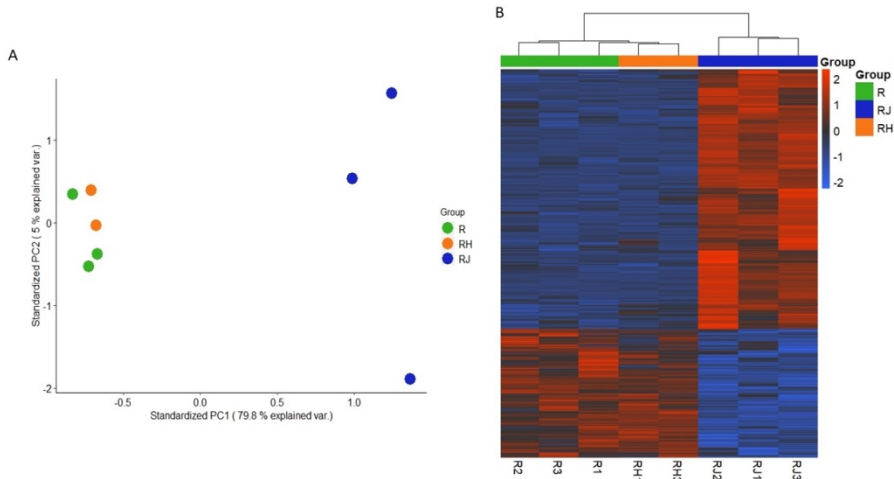 A
B
1
0
-1
-2
Standardized PC2 ( 5 % explained var.)
-0.5
0.0
0.5
1.0
Standardized PC1 ( 79.8 % explained var.)
Group
R
RH
RJ
Group
2
1
0
-1
-2
Group
R
RJ
RH
R2
R3
R1
RJ2
RJ1
RJ3